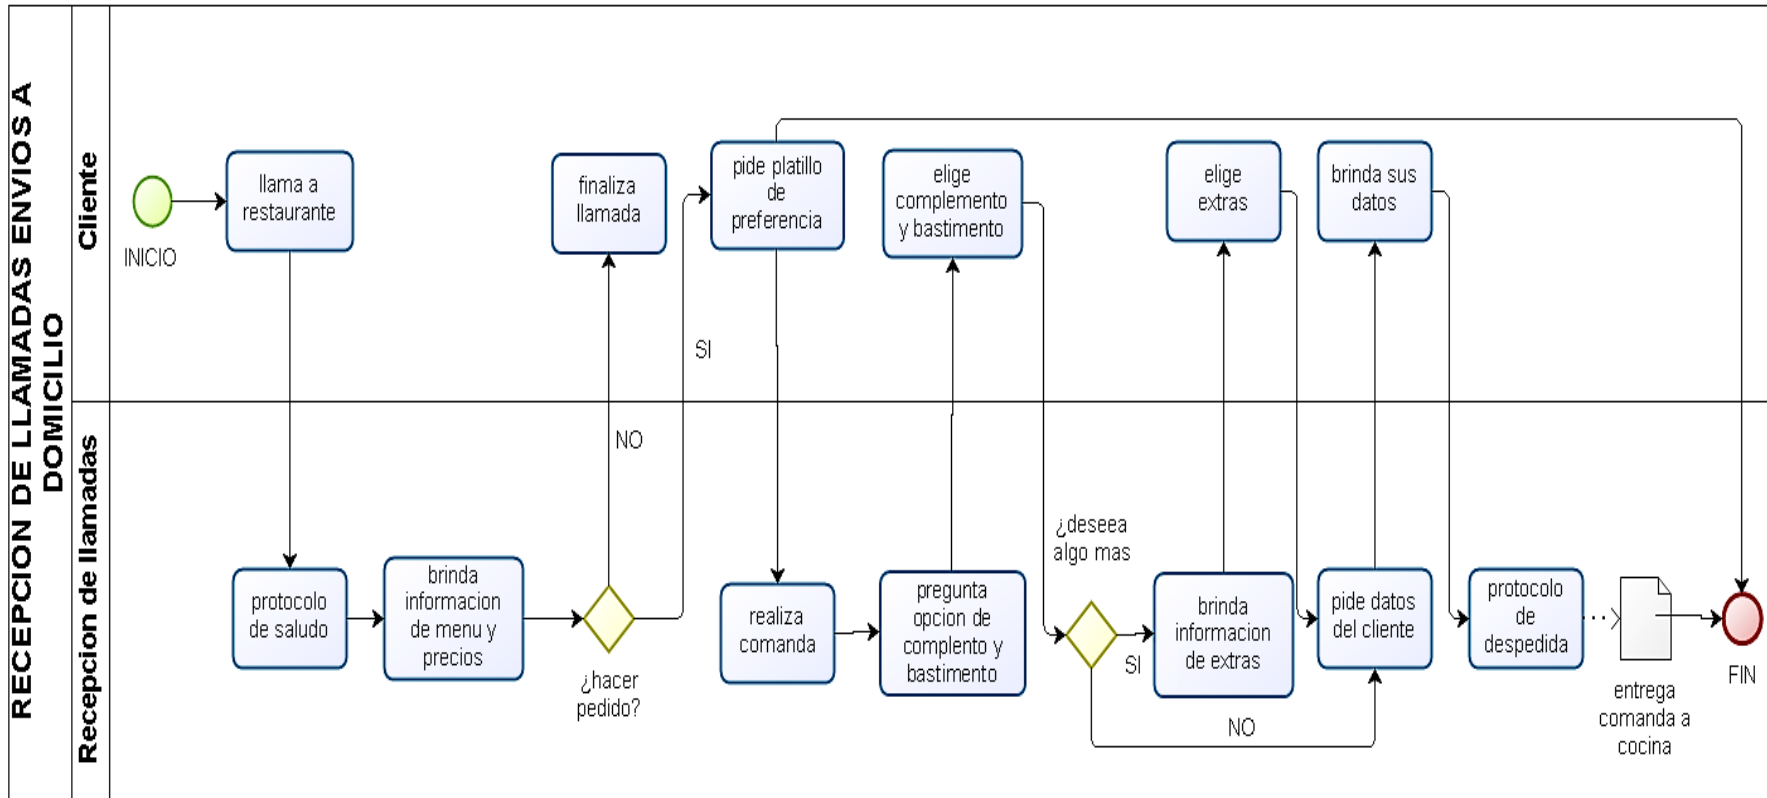 RECEPCION DE LLAMADAS ENVIOS A
DOMICILIO
Cliente
INICIO
llama a
restaurante
finaliza
llamada
pide platillo
de
preferencia
elige
complemento
y bastimento
elige
extras
brinda sus
datos
SI
NO
Recepcion de llamadas
protocolo
de saludo
brinda
informacion
de menu y
precios
¿hacer
pedido?
realiza
comanda
pregunta
opcion de
complento y
bastimento
¿deseea
algo mas
SI
NO
brinda
informacion
de extras
pide datos
del cliente
protocolo
de
despedida
entrega
comanda a
cocina
FIN